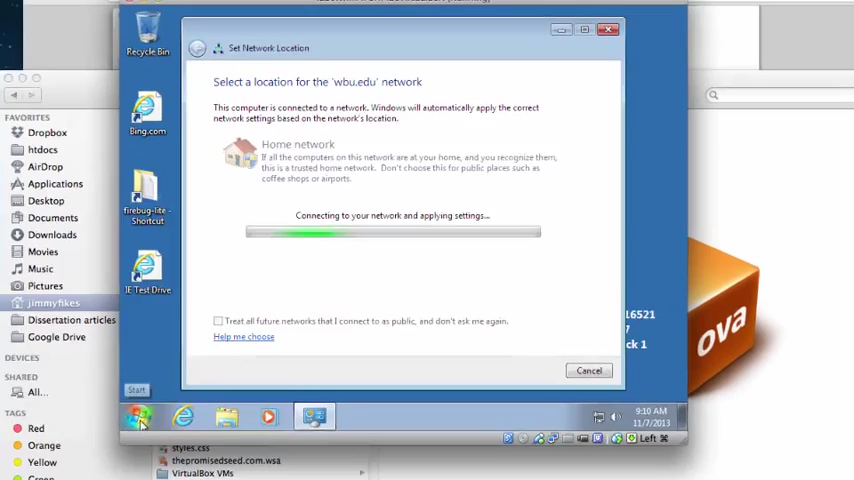 Recycle Bin
Bing.com
firebug-lite -
Shortcut
IE Test Drive
Set Network Location
Select a location for the 'wbu.edu' network
This computer is connected to a network. Windows will automatically apply the correct
network settings based on the network's location.
Home network
If all the computers on this network are at your home, and you recognize them,
this is a trusted home network. Don't choose this for public places such as
coffee shops or airports.
Connecting to your network and applying settings...
Treat all future networks that I connect to as public, and don't ask me again.
Help me choose
Cancel
16521
7
ck 1
Start
9:10 AM
11/7/2013
Left ⌘
FAVORITES
Dropbox
htdocs
AirDrop
Applications
Desktop
Documents
Downloads
Movies
Music
Pictures
jimmyfikes
Dissertation articles
Google Drive
DEVICES
SHARED
All...
TAGS
Red
Orange
Yellow
Green
styles.css
thepromisedseed.com.wsa
VirtualBox VMs
ova